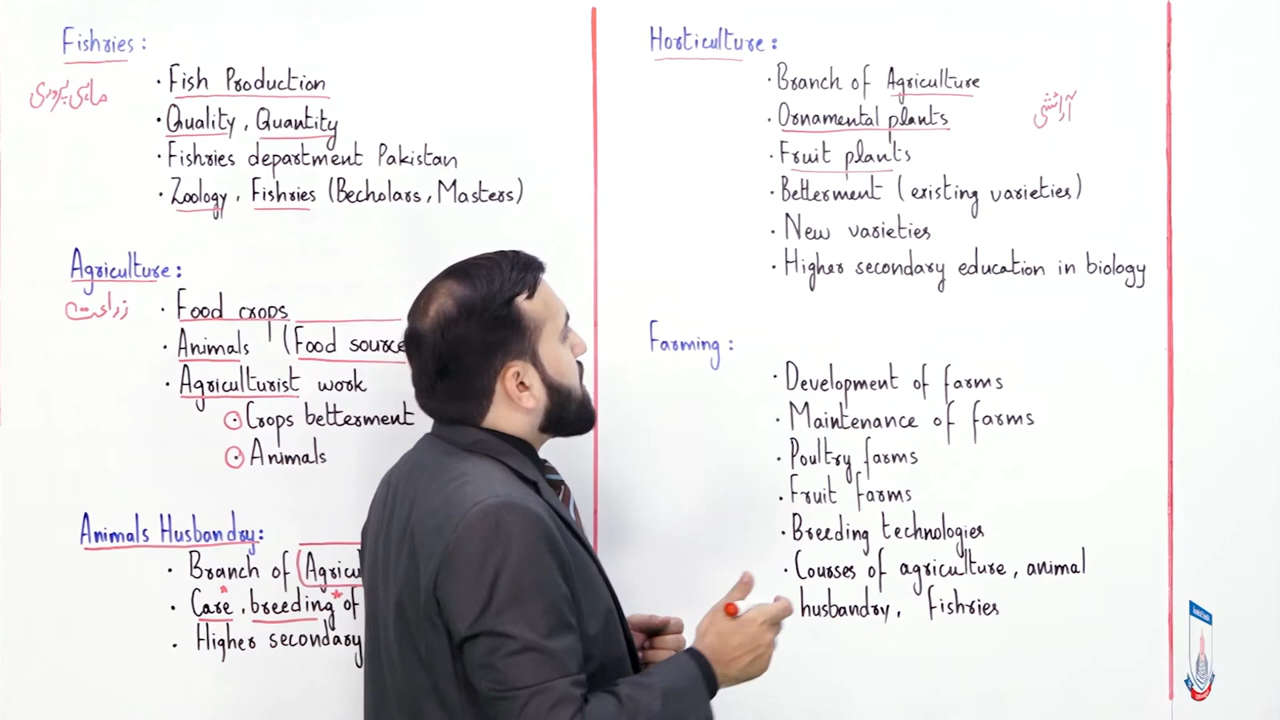 Fishries:
ماہی پروری
· Fish Production
· Quality, Quantity
· Fishries department Pakistan
· Zoology, Fishries (Becholars, Masters)
Agriculture:
زراعت
· Food crops
· Animals (Food source
· Agriculturist work
· Crops betterment
· Animals
Animals Husbandry:
· Branch of (Agricu
· Care, breeding of
· Higher secondary
Horticulture:
· Branch of Agriculture
· Ornamental plants
آرائشی
· Fruit plants
· Betterment (existing varieties)
· New varieties
· Higher secondary education in biology
Farming:
· Development of farms
· Maintenance of farms
· Poultry farms
· Fruit farms
· Breeding technologies
· Courses of agriculture, animal
husbandry, fishries